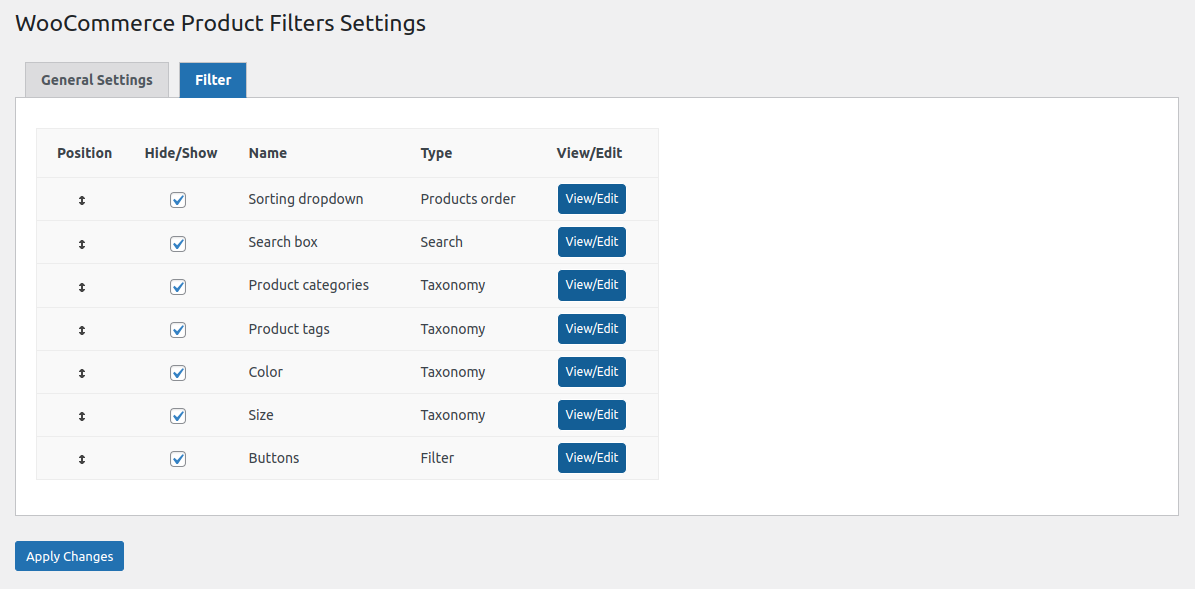 WooCommerce Product Filters Settings
General Settings Filter
Position Hide/Show Name Type View/Edit
Sorting dropdown Products order View/Edit
Search box Search View/Edit
Product categories Taxonomy View/Edit
Product tags Taxonomy View/Edit
Color Taxonomy View/Edit
Size Taxonomy View/Edit
Buttons Filter View/Edit
Apply Changes